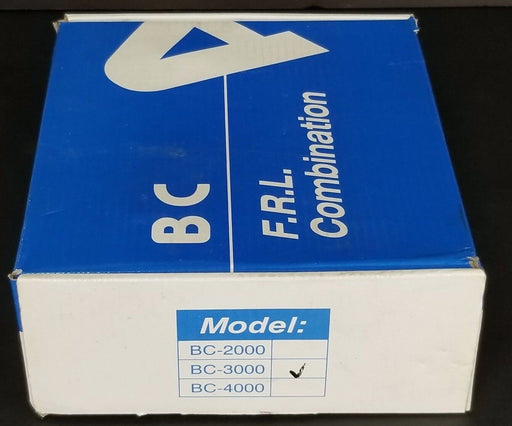 BC
F.R.L.
Combination
Model:
BC-2000
BC-3000 ✓
BC-4000